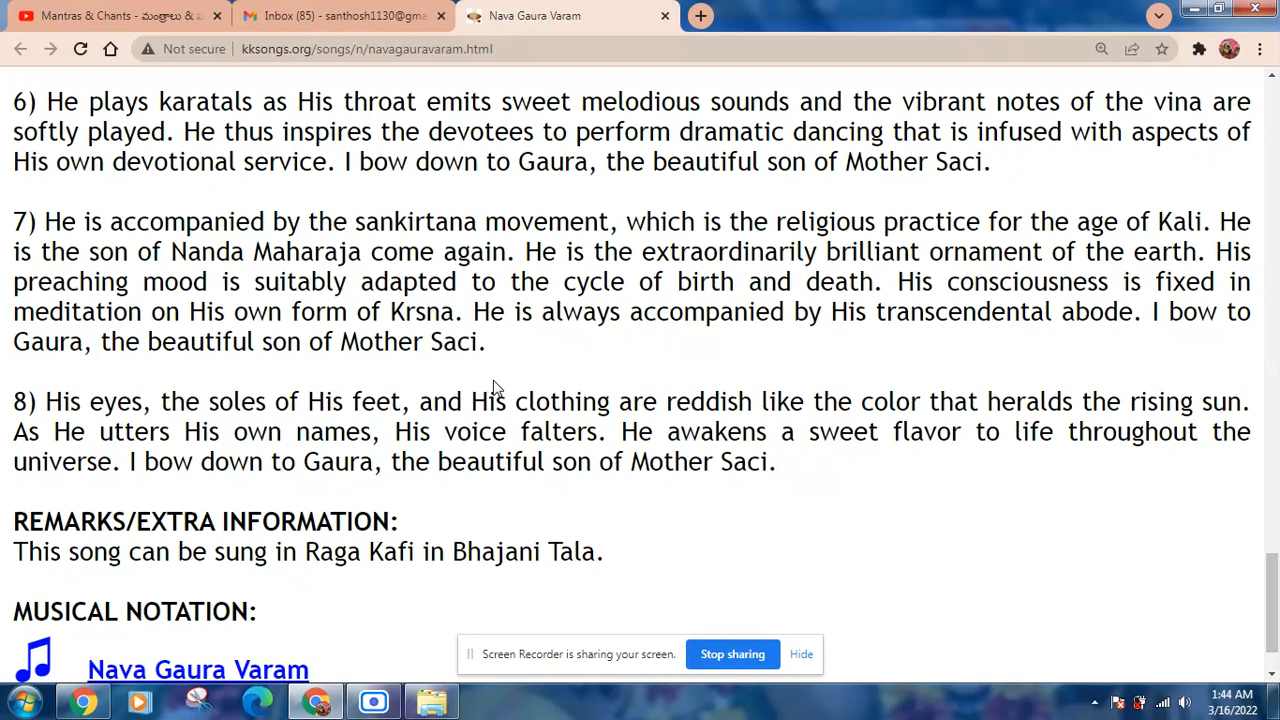 Mantras & Chants - మంత్రాలు & ప
Inbox (85) - santhosh1130@gma
Nava Gaura Varam
Not secure
kksongs.org/songs/n/navagauravaram.html
6) He plays karatals as His throat emits sweet melodious sounds and the vibrant notes of the vina are
softly played. He thus inspires the devotees to perform dramatic dancing that is infused with aspects of
His own devotional service. I bow down to Gaura, the beautiful son of Mother Saci.
7) He is accompanied by the sankirtana movement, which is the religious practice for the age of Kali. He
is the son of Nanda Maharaja come again. He is the extraordinarily brilliant ornament of the earth. His
preaching mood is suitably adapted to the cycle of birth and death. His consciousness is fixed in
meditation on His own form of Krsna. He is always accompanied by His transcendental abode. I bow to
Gaura, the beautiful son of Mother Saci.
8) His eyes, the soles of His feet, and His clothing are reddish like the color that heralds the rising sun.
As He utters His own names, His voice falters. He awakens a sweet flavor to life throughout the
universe. I bow down to Gaura, the beautiful son of Mother Saci.
REMARKS/EXTRA INFORMATION:
This song can be sung in Raga Kafi in Bhajani Tala.
MUSICAL NOTATION:
Nava Gaura Varam
Screen Recorder is sharing your screen.
Stop sharing
Hide
1:44 AM
3/16/2022